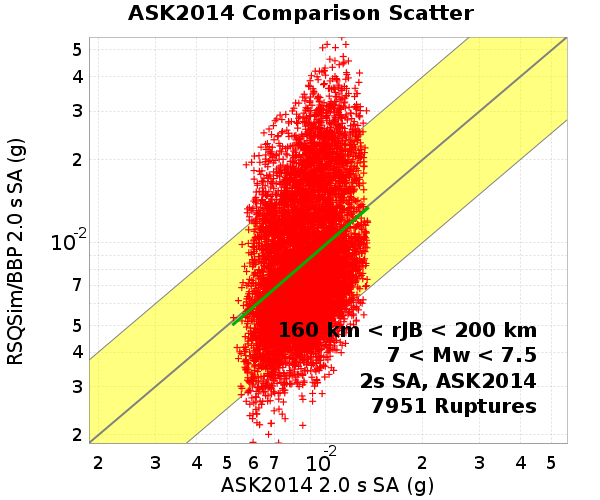 ASK2014 Comparison Scatter
RSQSim/BBP 2.0 s SA (g)
5
4
3
2
10-2
7
5
4
3
2
160 km < rJB < 200 km
7 < Mw < 7.5
2s SA, ASK2014
7951 Ruptures
2 3 4 5 6 7 10-2 2 3 4 5
ASK2014 2.0 s SA (g)